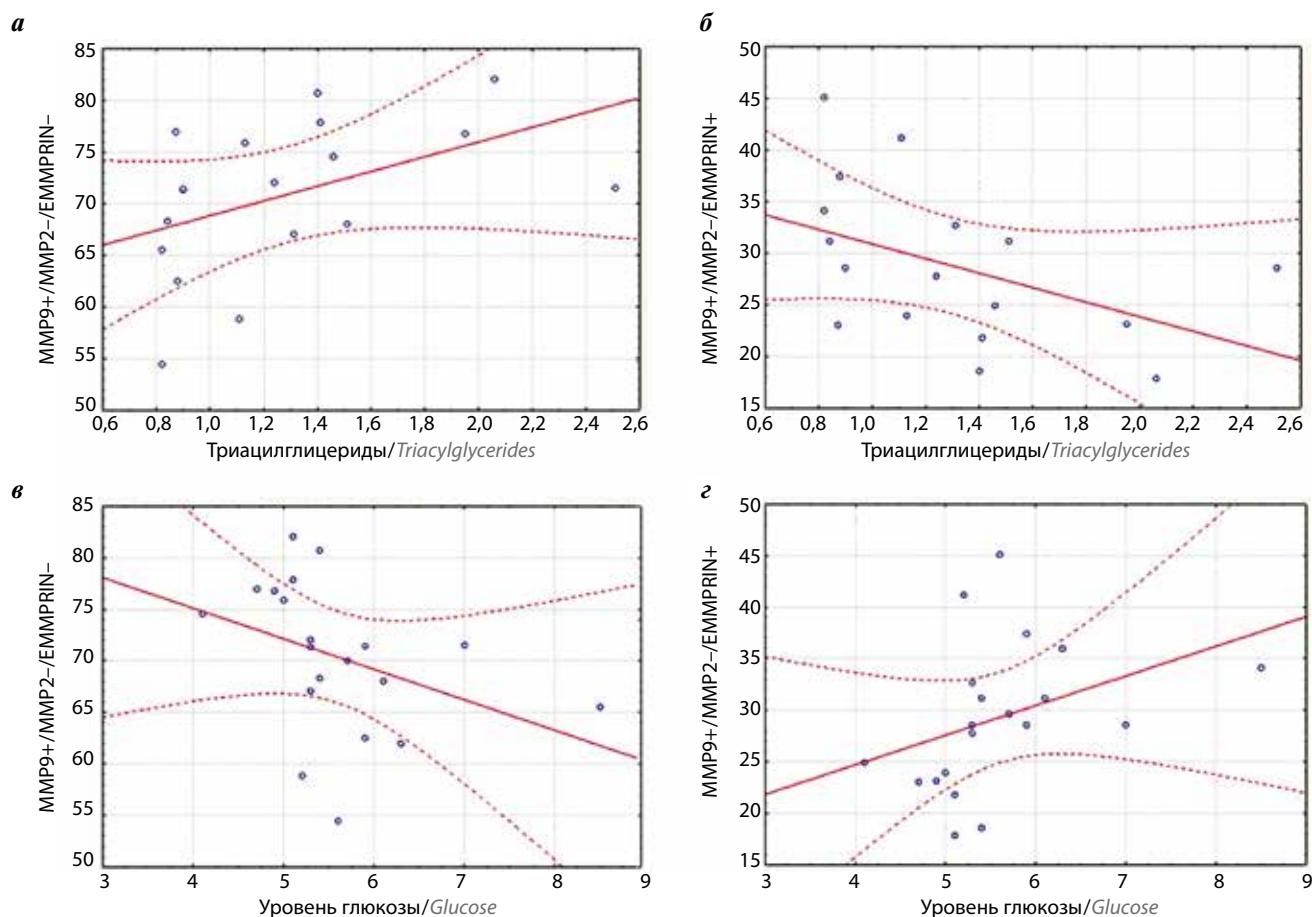 а
MMP9+/MMP2–/EMMPRIN–
85
80
75
70
65
60
55
50
0,6 0,8 1,0 1,2 1,4 1,6 1,8 2,0 2,2 2,4 2,6
Триацилглицериды/Triacylglycerides
б
MMP9+/MMP2–/EMMPRIN+
50
45
40
35
30
25
20
15
0,6 0,8 1,0 1,2 1,4 1,6 1,8 2,0 2,2 2,4 2,6
Триацилглицериды/Triacylglycerides
в
MMP9+/MMP2–/EMMPRIN–
85
80
75
70
65
60
55
50
3 4 5 6 7 8 9
Уровень глюкозы/Glucose
г
MMP9+/MMP2–/EMMPRIN+
50
45
40
35
30
25
20
15
3 4 5 6 7 8 9
Уровень глюкозы/Glucose